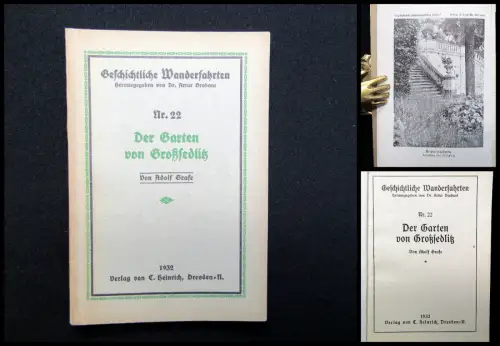 Geschichtliche Wanderfahrten
Herausgegeben von Dr. Artur Brabant
Nr. 22
Der Garten
von Großsedlitz
Von Adolf Grafe
1932
Verlag von C. Heinrich, Dresden-N.
Geschichtliche Wanderfahrten
Herausgegeben von Dr. Artur Brabant
Nr. 22
Der Garten
von Großsedlitz
Von Adolf Grafe
1932
Verlag von C. Heinrich, Dresden-N.